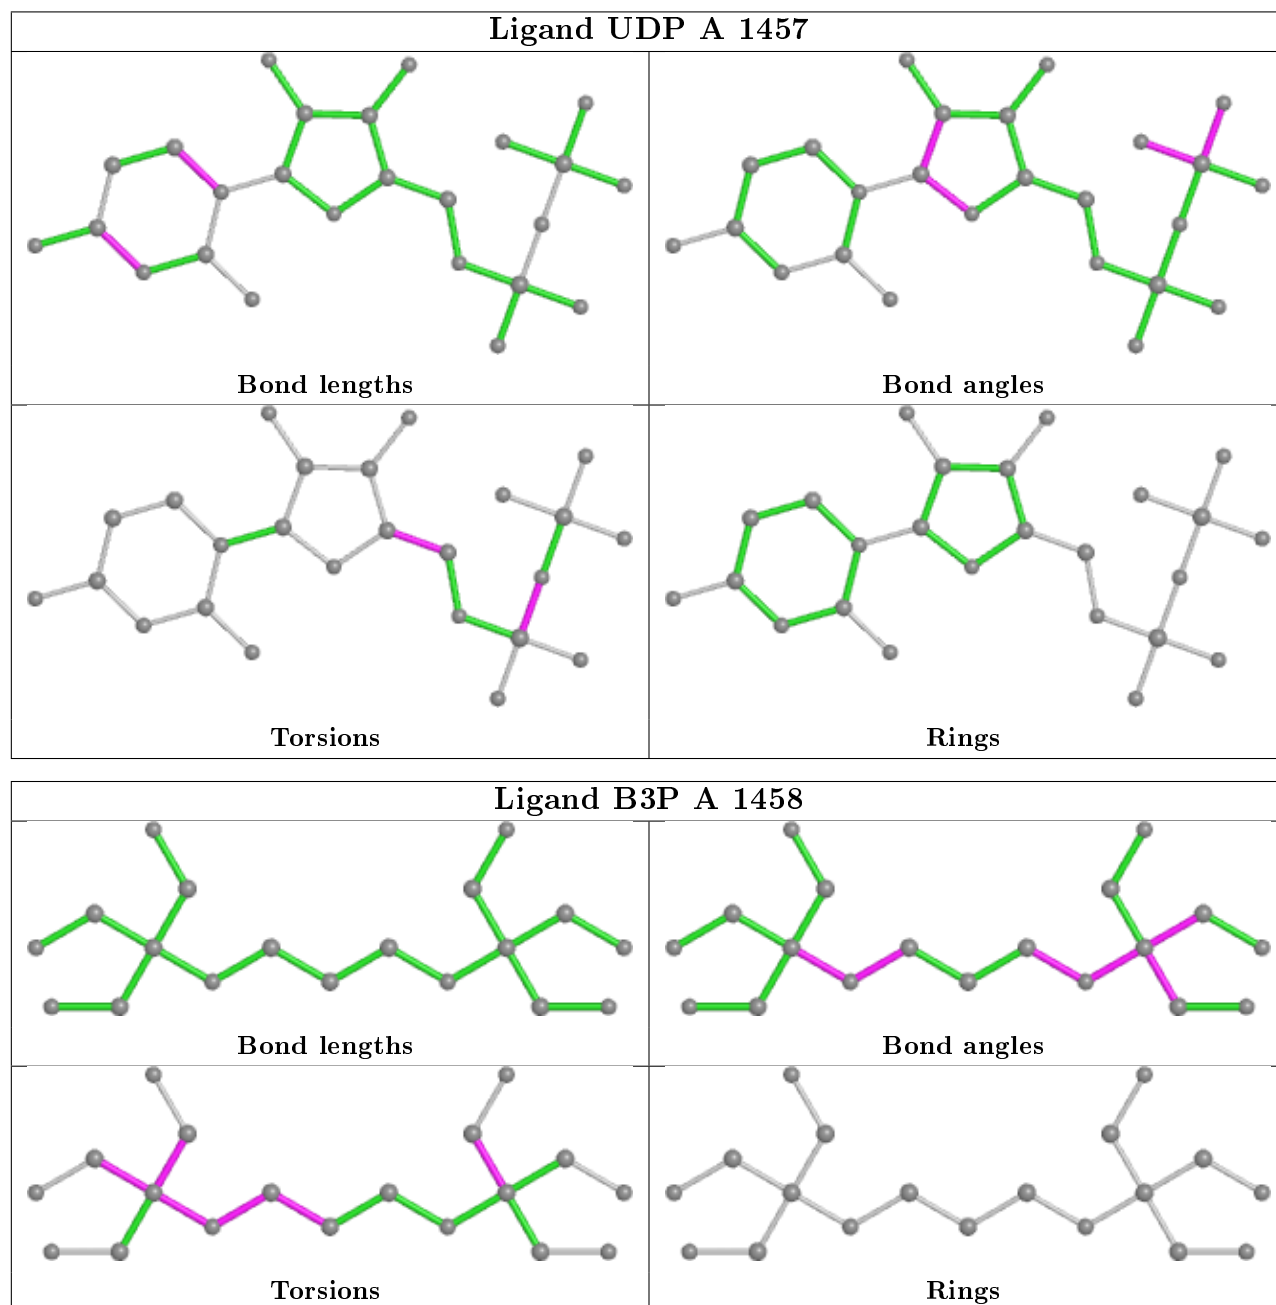 Ligand UDP A 1457
Bond lengths
Bond angles
Torsions
Rings
Ligand B3P A 1458
Bond lengths
Bond angles
Torsions
Rings